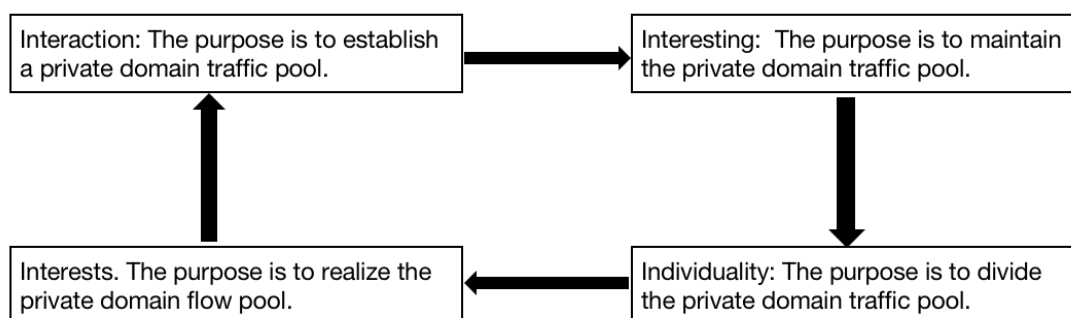 Interaction: The purpose is to establish
a private domain traffic pool.
Interesting:  The purpose is to maintain
the private domain traffic pool.
Interests. The purpose is to realize the
private domain flow pool.
Individuality: The purpose is to divide
the private domain traffic pool.